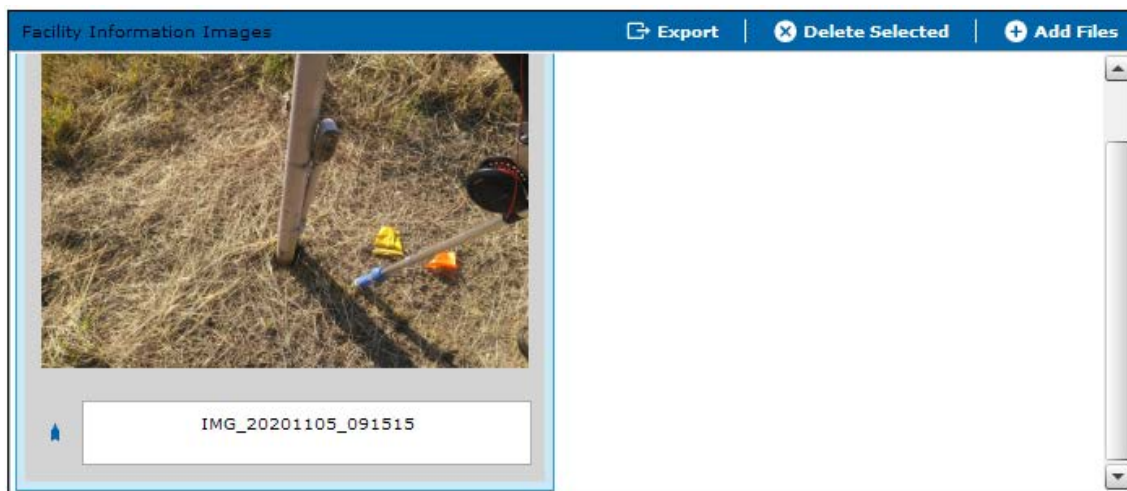 Facility Information Images
Export
Delete Selected
Add Files
IMG_20201105_091515